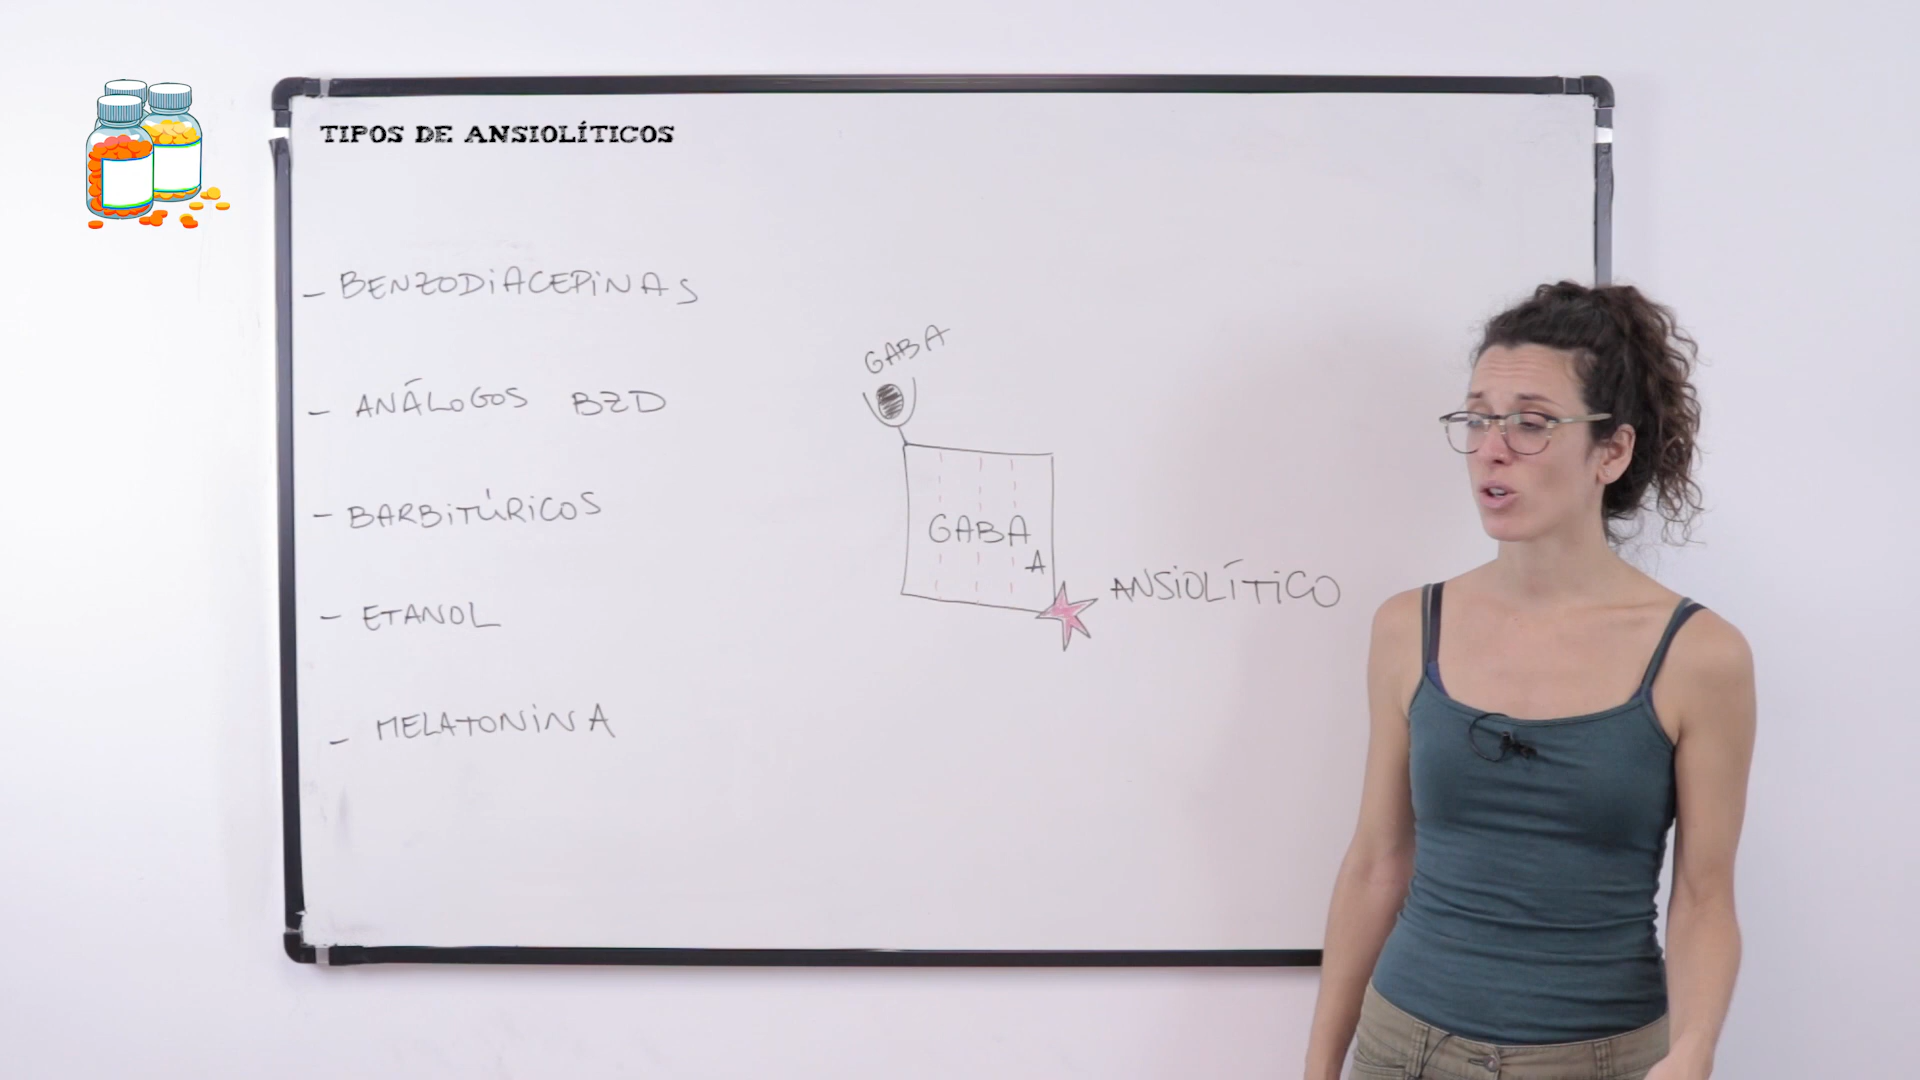 TIPOS DE ANSIOLÍTICOS
- BENZODIACEPINAS
- ANÁLOGOS BZD
- BARBITÚRICOS
- ETANOL
- MELATONINA
GABA
GABA A
ANSIOLÍTICO